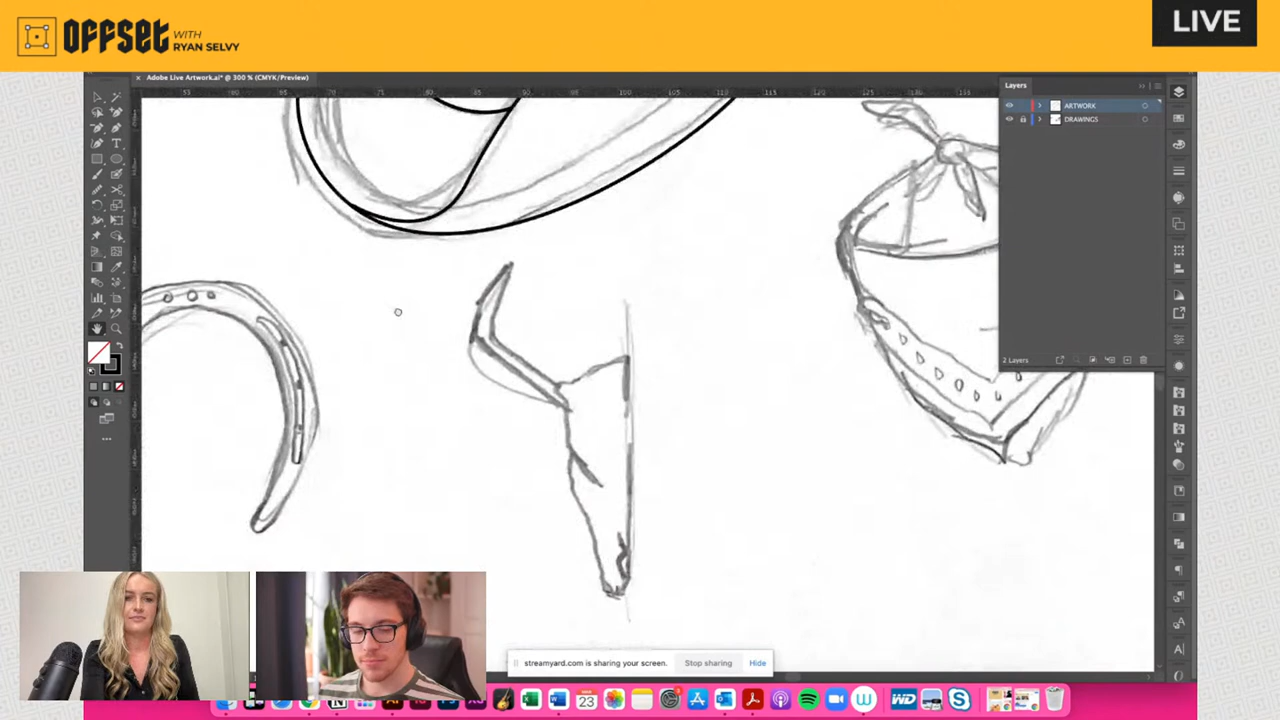 OFFSET WITH RYAN SELVY
LIVE
Adobe Live Artwork.ai* @ 300 % (CMYK/Preview)
Layers
ARTWORK
DRAWINGS
2 Layers
streamyard.com is sharing your screen. Stop sharing Hide
MAR
23